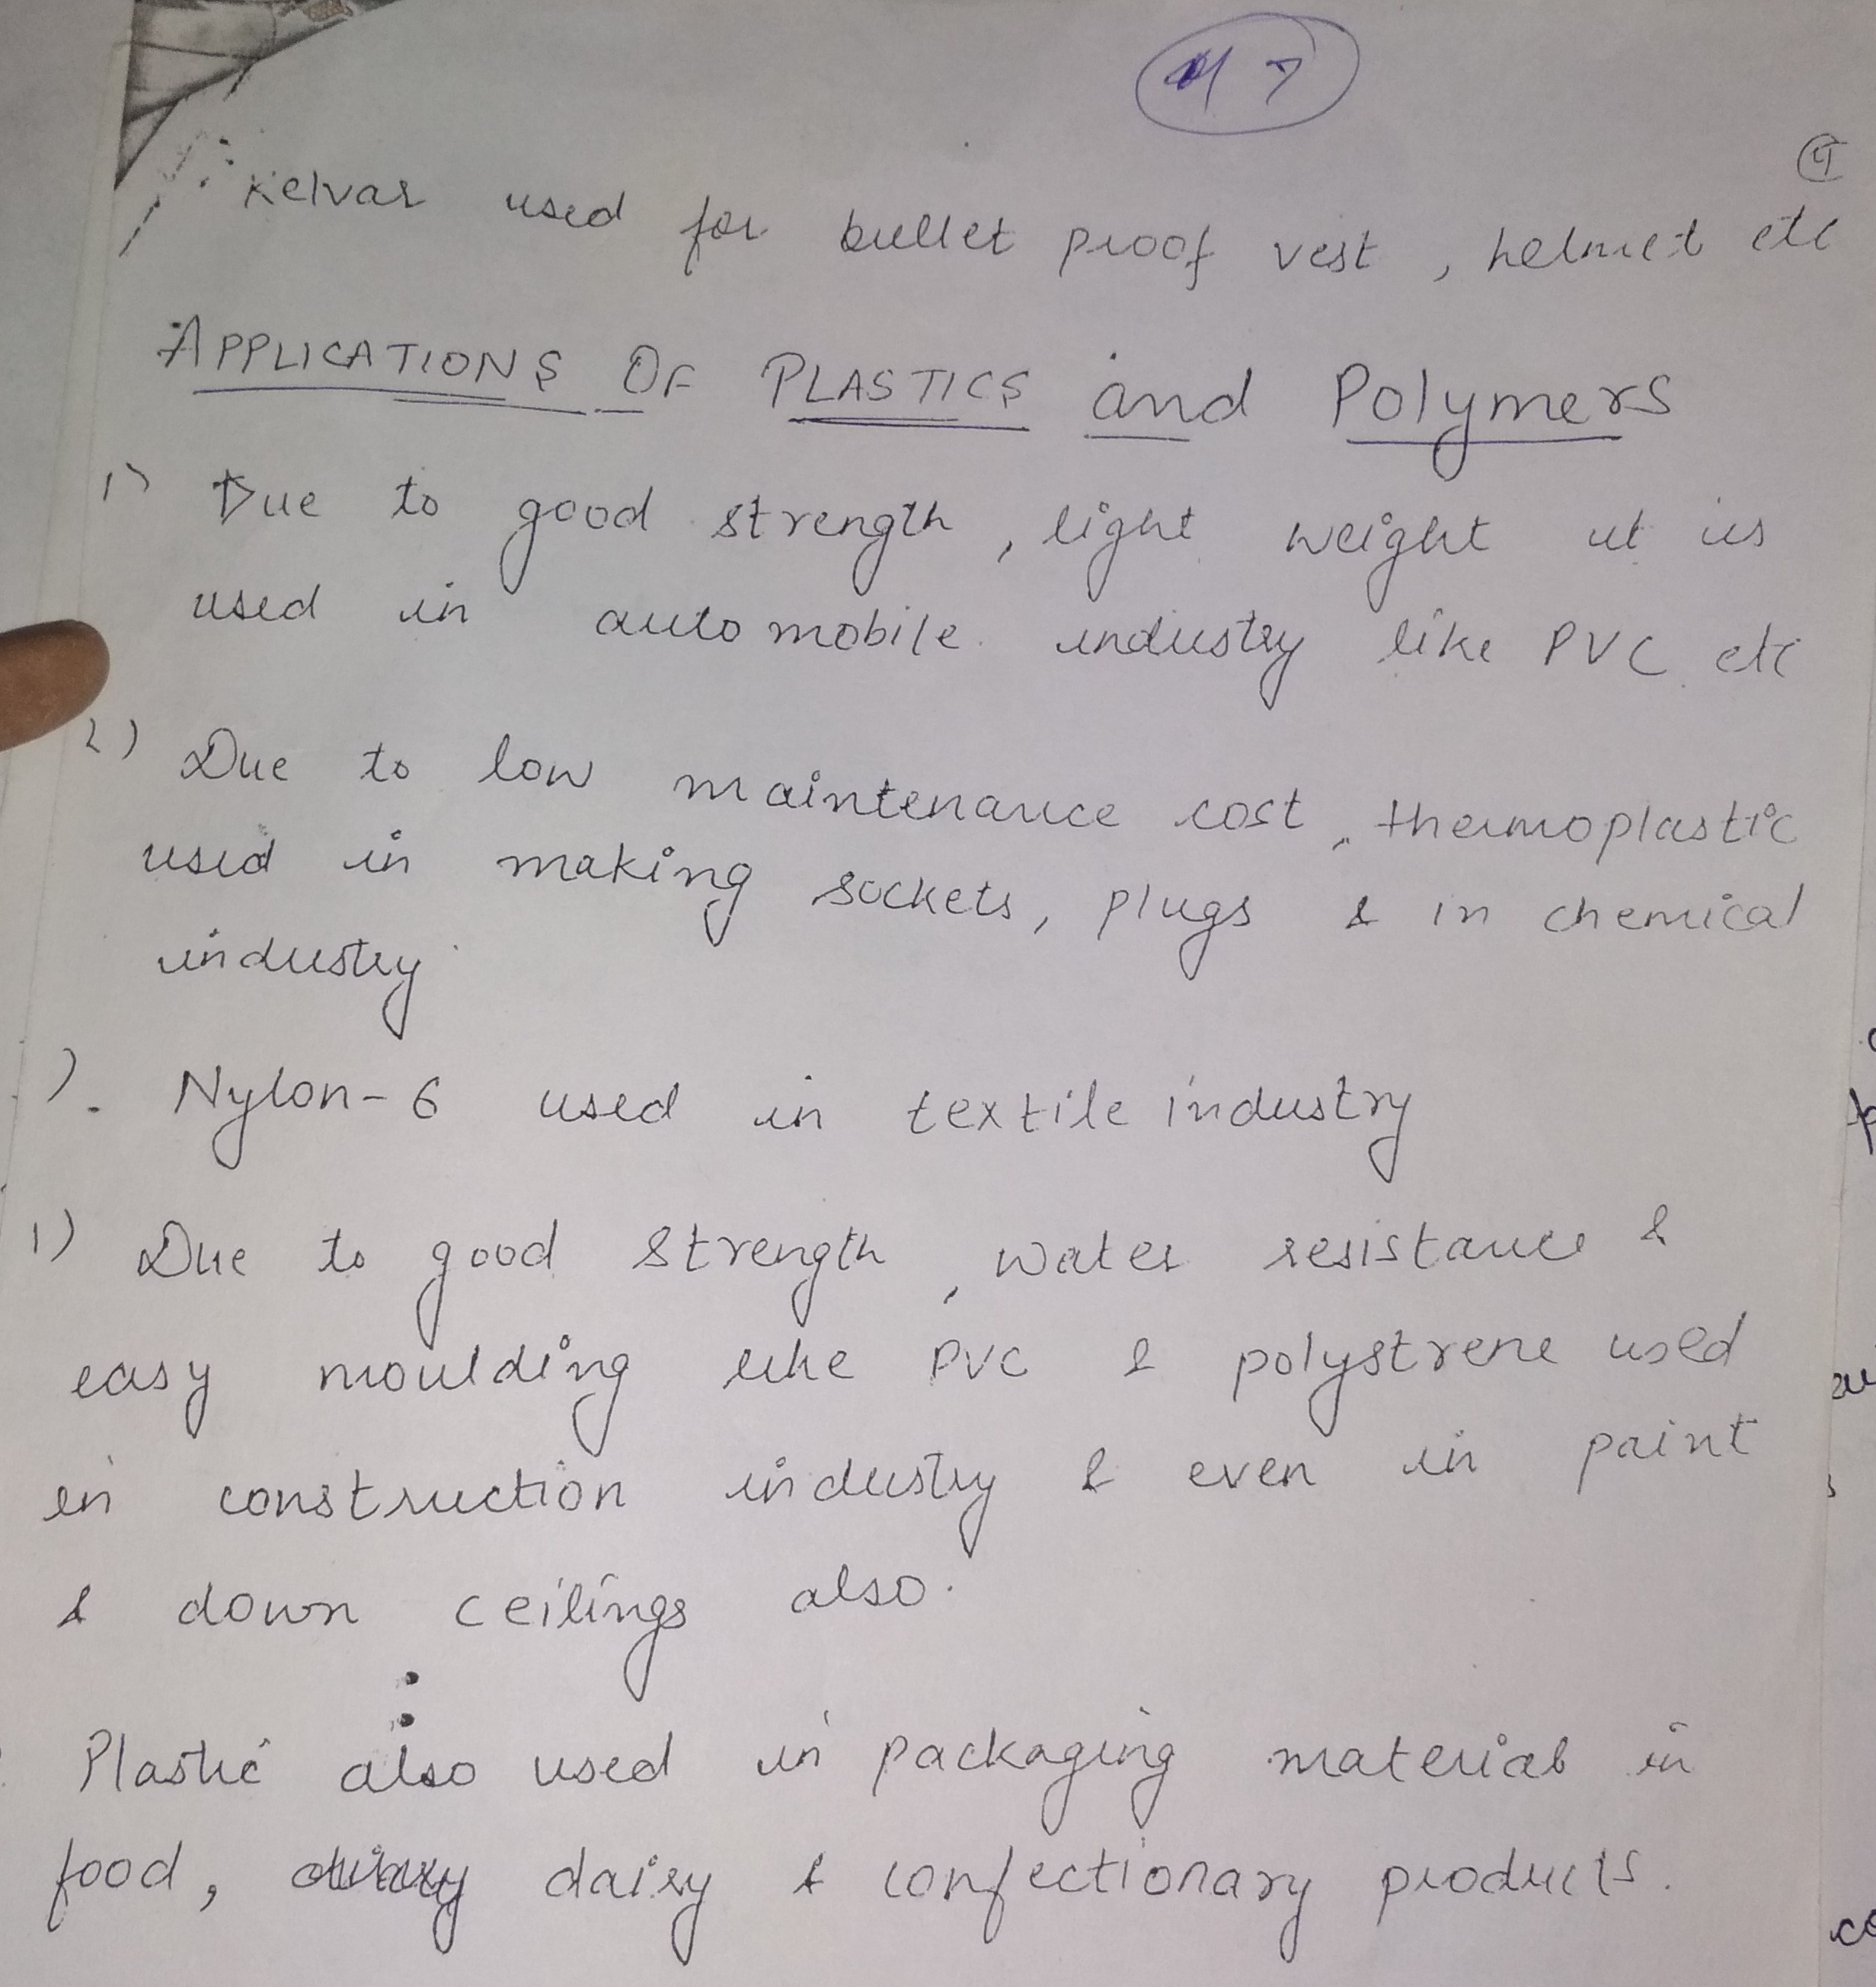 7
4
Kelvar used for bullet proof vest, helmet etc
APPLICATIONS OF PLASTICS and Polymers
1) Due to good strength, light weight it is
used in automobile industry like PVC etc
2) Due to low maintenance cost, thermoplastic
used in making sockets, plugs & in chemical
industry
). Nylon-6 used in textile industry
1) Due to good strength, water resistance &
easy moulding like PVC & polystrene used
in construction industry & even in paint
& down ceilings also.
Plastic also used in packaging material in
food, dairy & confectionary products.